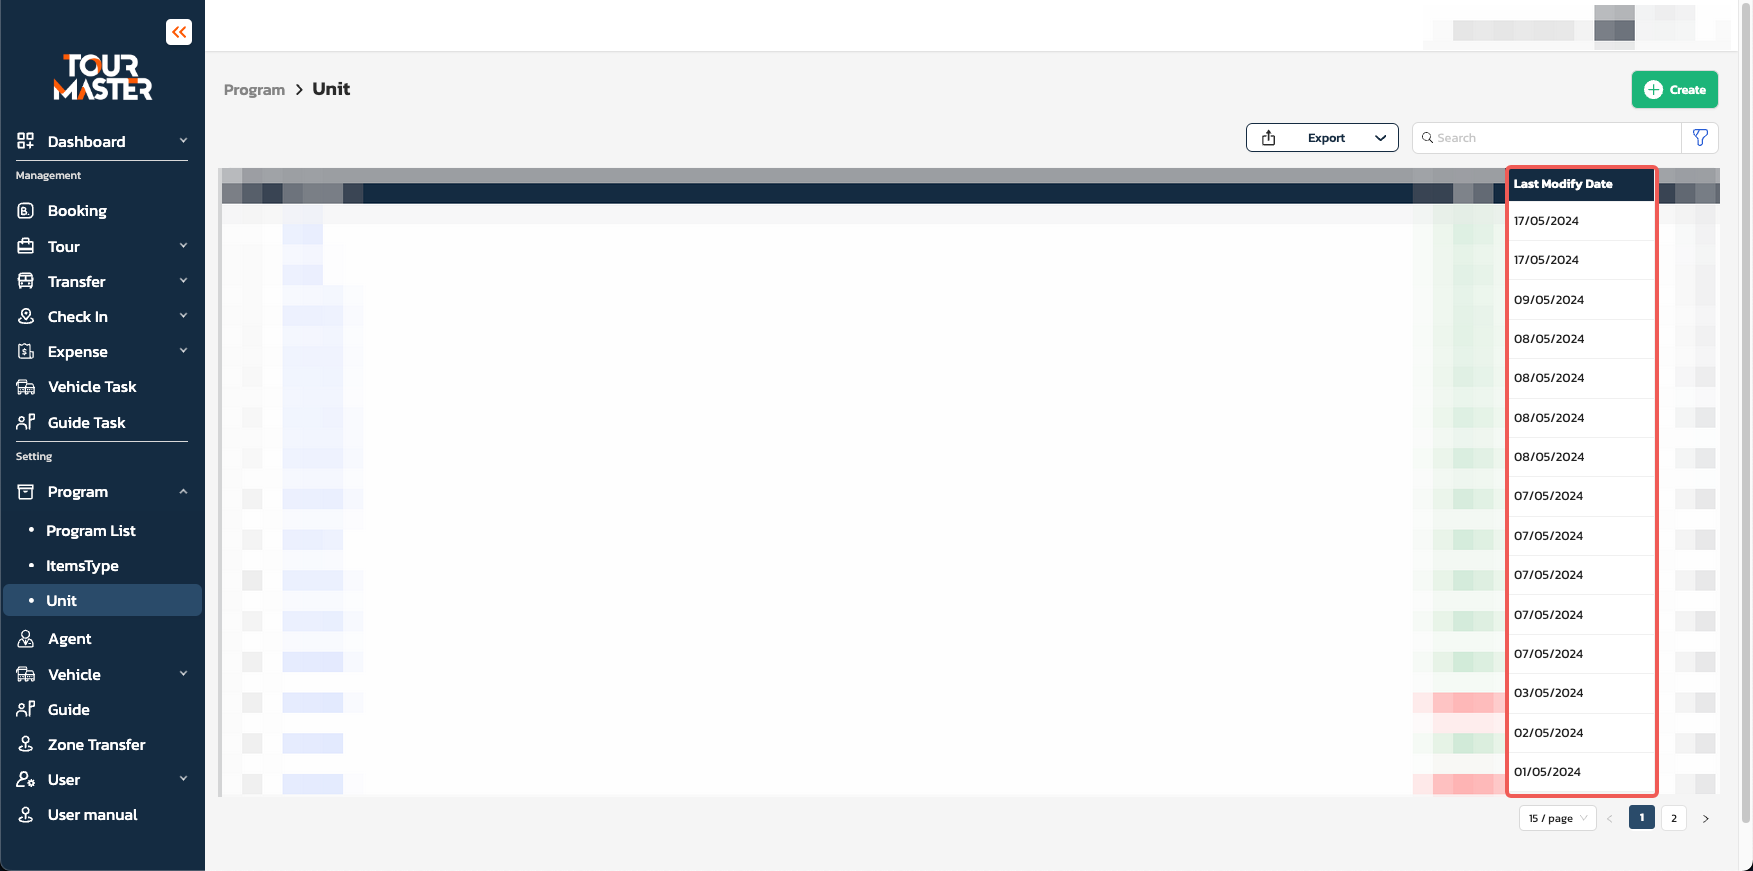 TOUR
MASTER
Dashboard
Management
Booking
Tour
Transfer
Check In
Expense
Vehicle Task
Guide Task
Setting
Program
Program List
ItemsType
Unit
Agent
Vehicle
Guide
Zone Transfer
User
User manual
Program > Unit
Create
Export
Search
Last Modify Date
17/05/2024
17/05/2024
09/05/2024
08/05/2024
08/05/2024
08/05/2024
08/05/2024
07/05/2024
07/05/2024
07/05/2024
07/05/2024
07/05/2024
03/05/2024
02/05/2024
01/05/2024
15 / page < 1 2 >